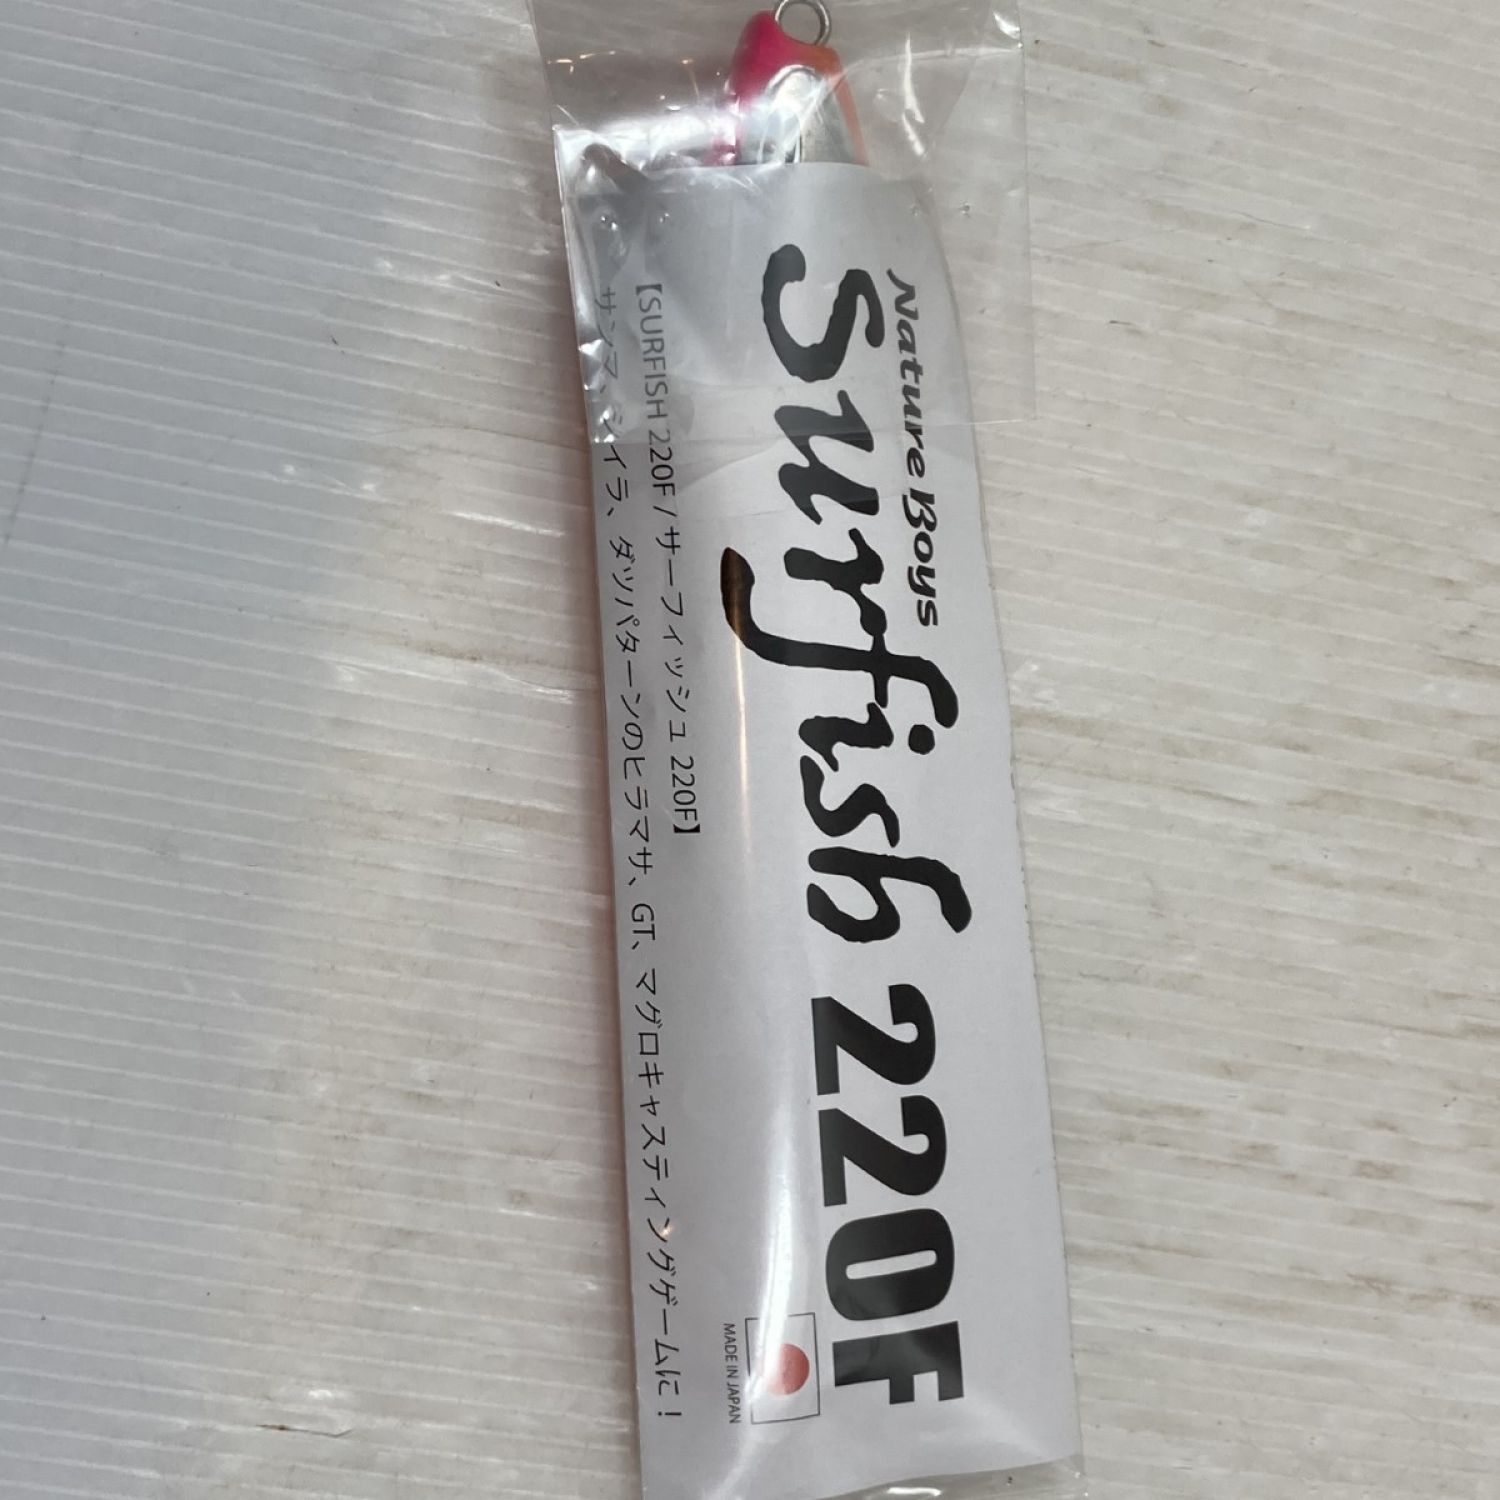 Nature Boys
Surfish 220F
【SURFISH 220F / サーフィッシュ 220F】
サンマ、シイラ、ダツパターンのヒラマサ、GT、マグロキャスティングゲームに！
MADE IN JAPAN